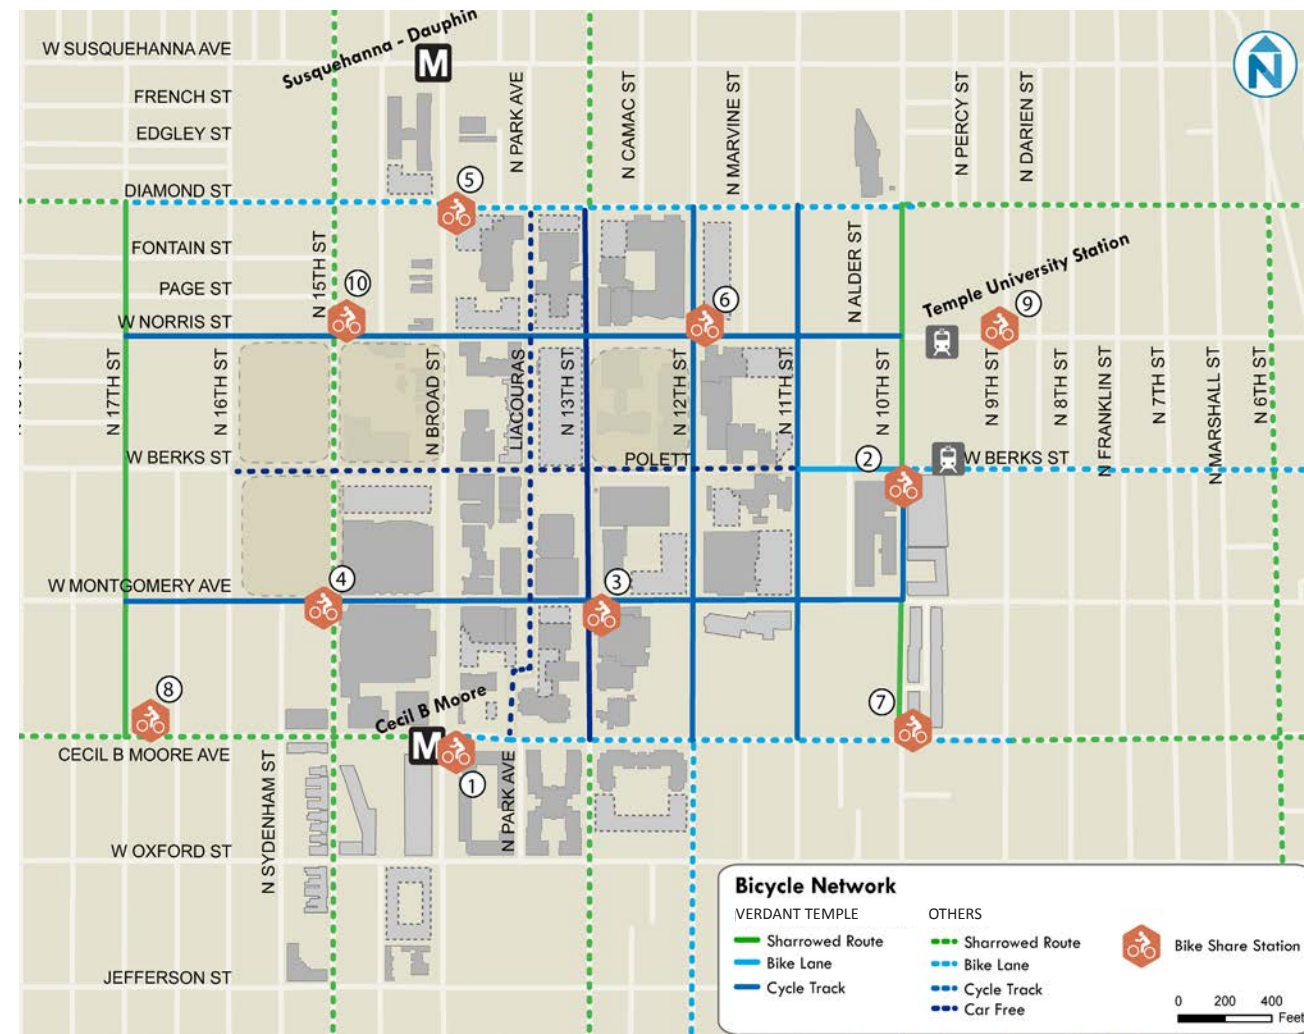 W SUSQUEHANNA AVE
Susquehanna - Dauphin
M
N
FRENCH ST
EDGLEY ST
DIAMOND ST
N PARK AVE
N CAMAC ST
N MARVINE ST
N PERCY ST
N DARIEN ST
5
FONTAIN ST
PAGE ST
W NORRIS ST
N 15TH ST
10
6
N ALDER ST
Temple University Station
9
N 17TH ST
N 16TH ST
N BROAD ST
LIACOURAS
N 13TH ST
N 12TH ST
N 11TH ST
N 10TH ST
N 9TH ST
N 8TH ST
N FRANKLIN ST
N 7TH ST
N MARSHALL ST
N 6TH ST
W BERKS ST
POLETT
2
W BERKS ST
W MONTGOMERY AVE
4
3
8
Cecil B Moore
7
M
CECIL B MOORE AVE
1
N SYDENHAM ST
N PARK AVE
W OXFORD ST
JEFFERSON ST
Bicycle Network
VERDANT TEMPLE
OTHERS
Sharrowed Route
Sharrowed Route
Bike Share Station
Bike Lane
Bike Lane
Cycle Track
Cycle Track
Car Free
0 200 400
Feet